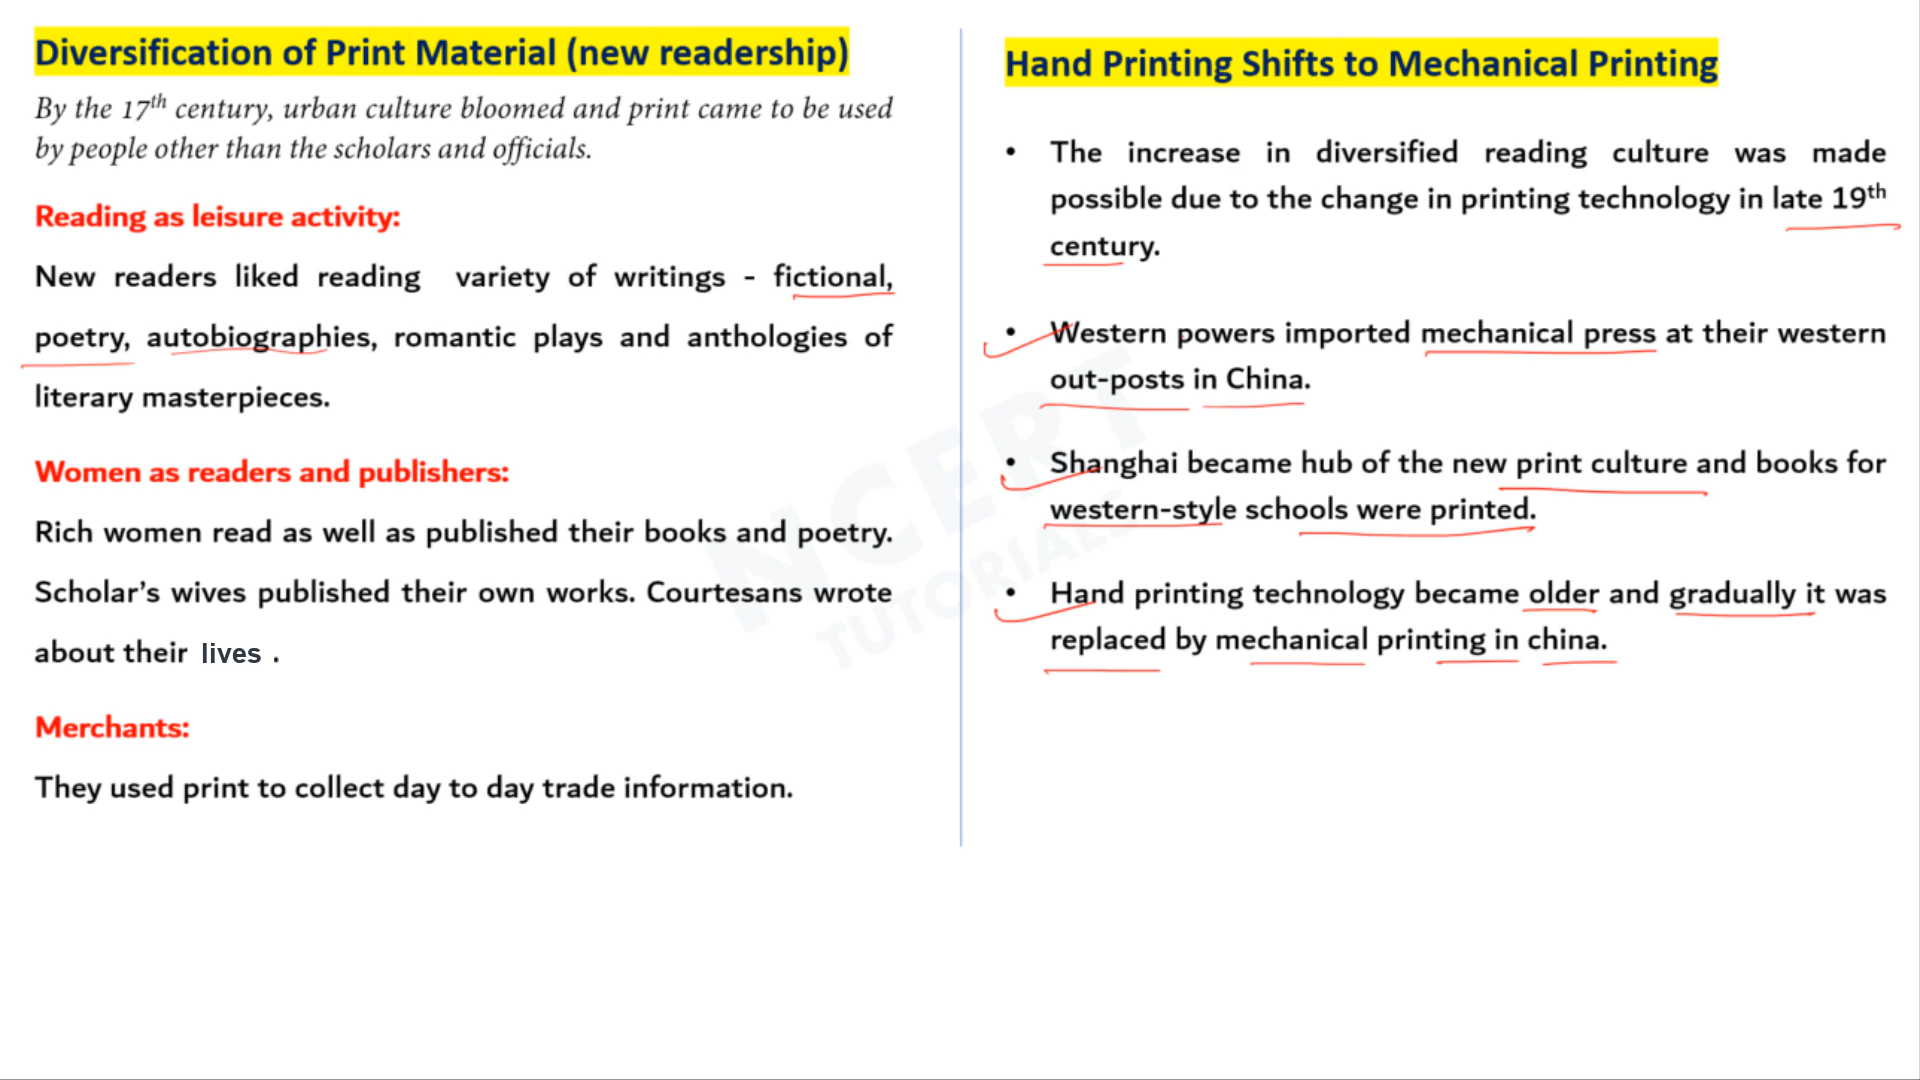 Diversification of Print Material (new readership)
By the 17th century, urban culture bloomed and print came to be used
by people other than the scholars and officials.
Reading as leisure activity:
New readers liked reading variety of writings - fictional,
poetry, autobiographies, romantic plays and anthologies of
literary masterpieces.
Women as readers and publishers:
Rich women read as well as published their books and poetry.
Scholar’s wives published their own works. Courtesans wrote
about their lives .
Merchants:
They used print to collect day to day trade information.
Hand Printing Shifts to Mechanical Printing
• The increase in diversified reading culture was made
possible due to the change in printing technology in late 19th
century.
• Western powers imported mechanical press at their western
out-posts in China.
• Shanghai became hub of the new print culture and books for
western-style schools were printed.
• Hand printing technology became older and gradually it was
replaced by mechanical printing in china.
NCERT
TUTORIALS